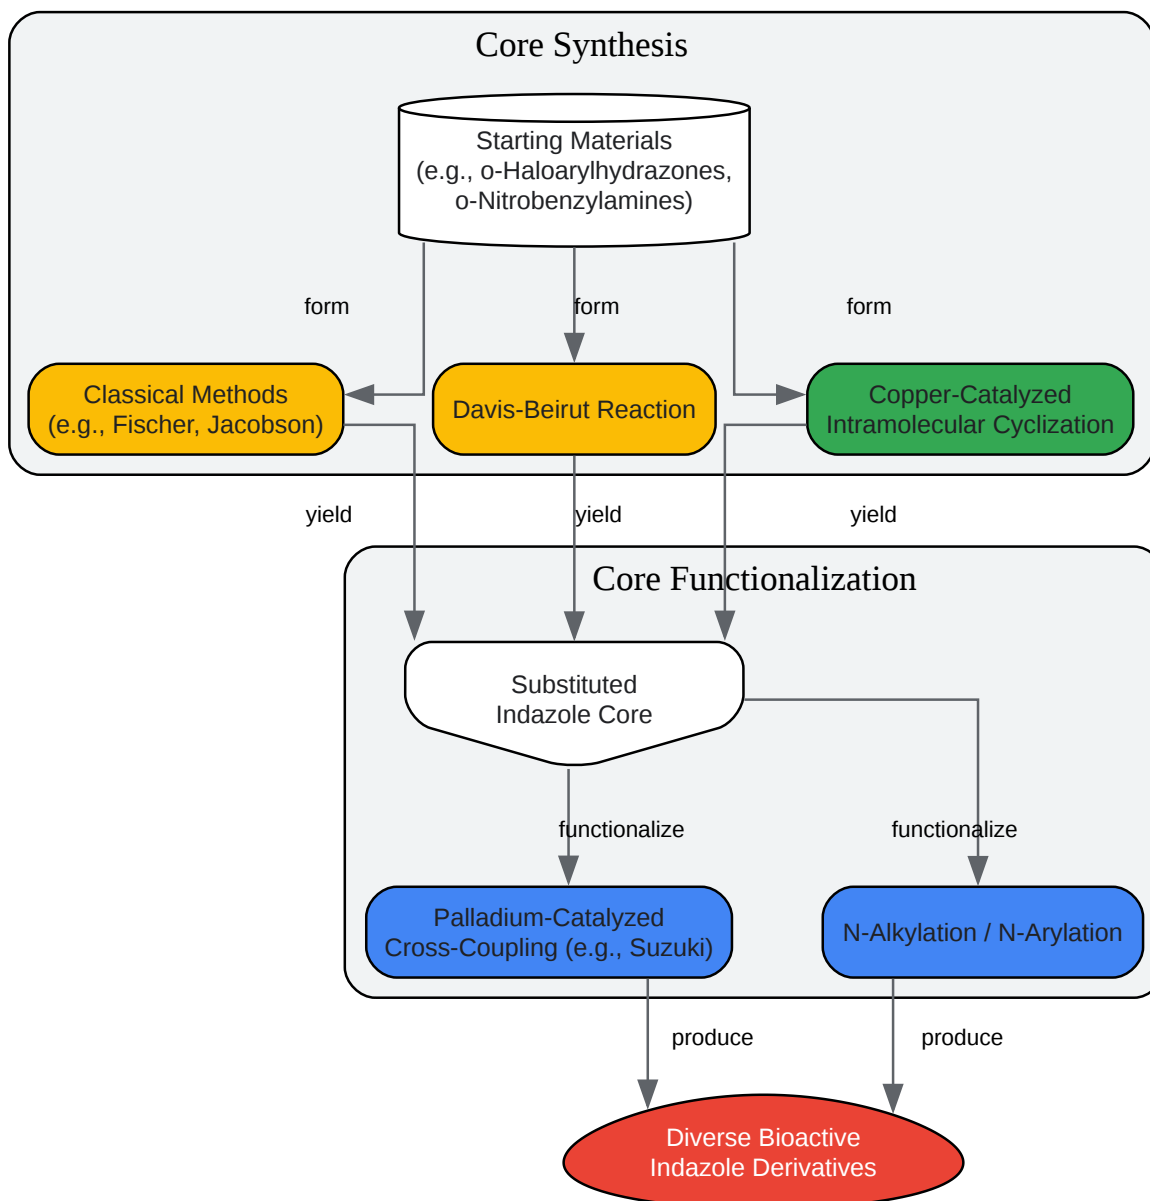 Core Synthesis
Starting Materials
(e.g., o-Haloarylhydrazones,
o-Nitrobenzylamines)
form
form
form
Classical Methods
(e.g., Fischer, Jacobson)
Davis-Beirut Reaction
Copper-Catalyzed
Intramolecular Cyclization
yield
yield
yield
Core Functionalization
Substituted
Indazole Core
functionalize
functionalize
Palladium-Catalyzed
Cross-Coupling (e.g., Suzuki)
N-Alkylation / N-Arylation
produce
produce
Diverse Bioactive
Indazole Derivatives